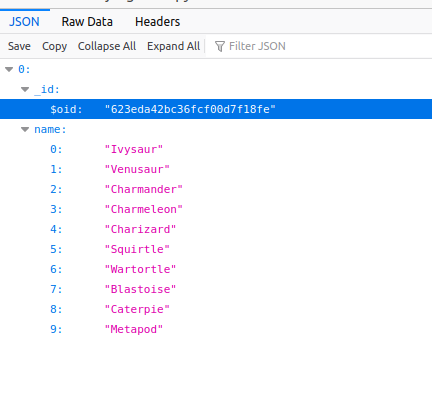 JSON Raw Data Headers
Save Copy Collapse All Expand All Filter JSON
0:
_id:
$oid: "623eda42bc36fcf00d7f18fe"
name:
0: "Ivysaur"
1: "Venusaur"
2: "Charmander"
3: "Charmeleon"
4: "Charizard"
5: "Squirtle"
6: "Wartortle"
7: "Blastoise"
8: "Caterpie"
9: "Metapod"